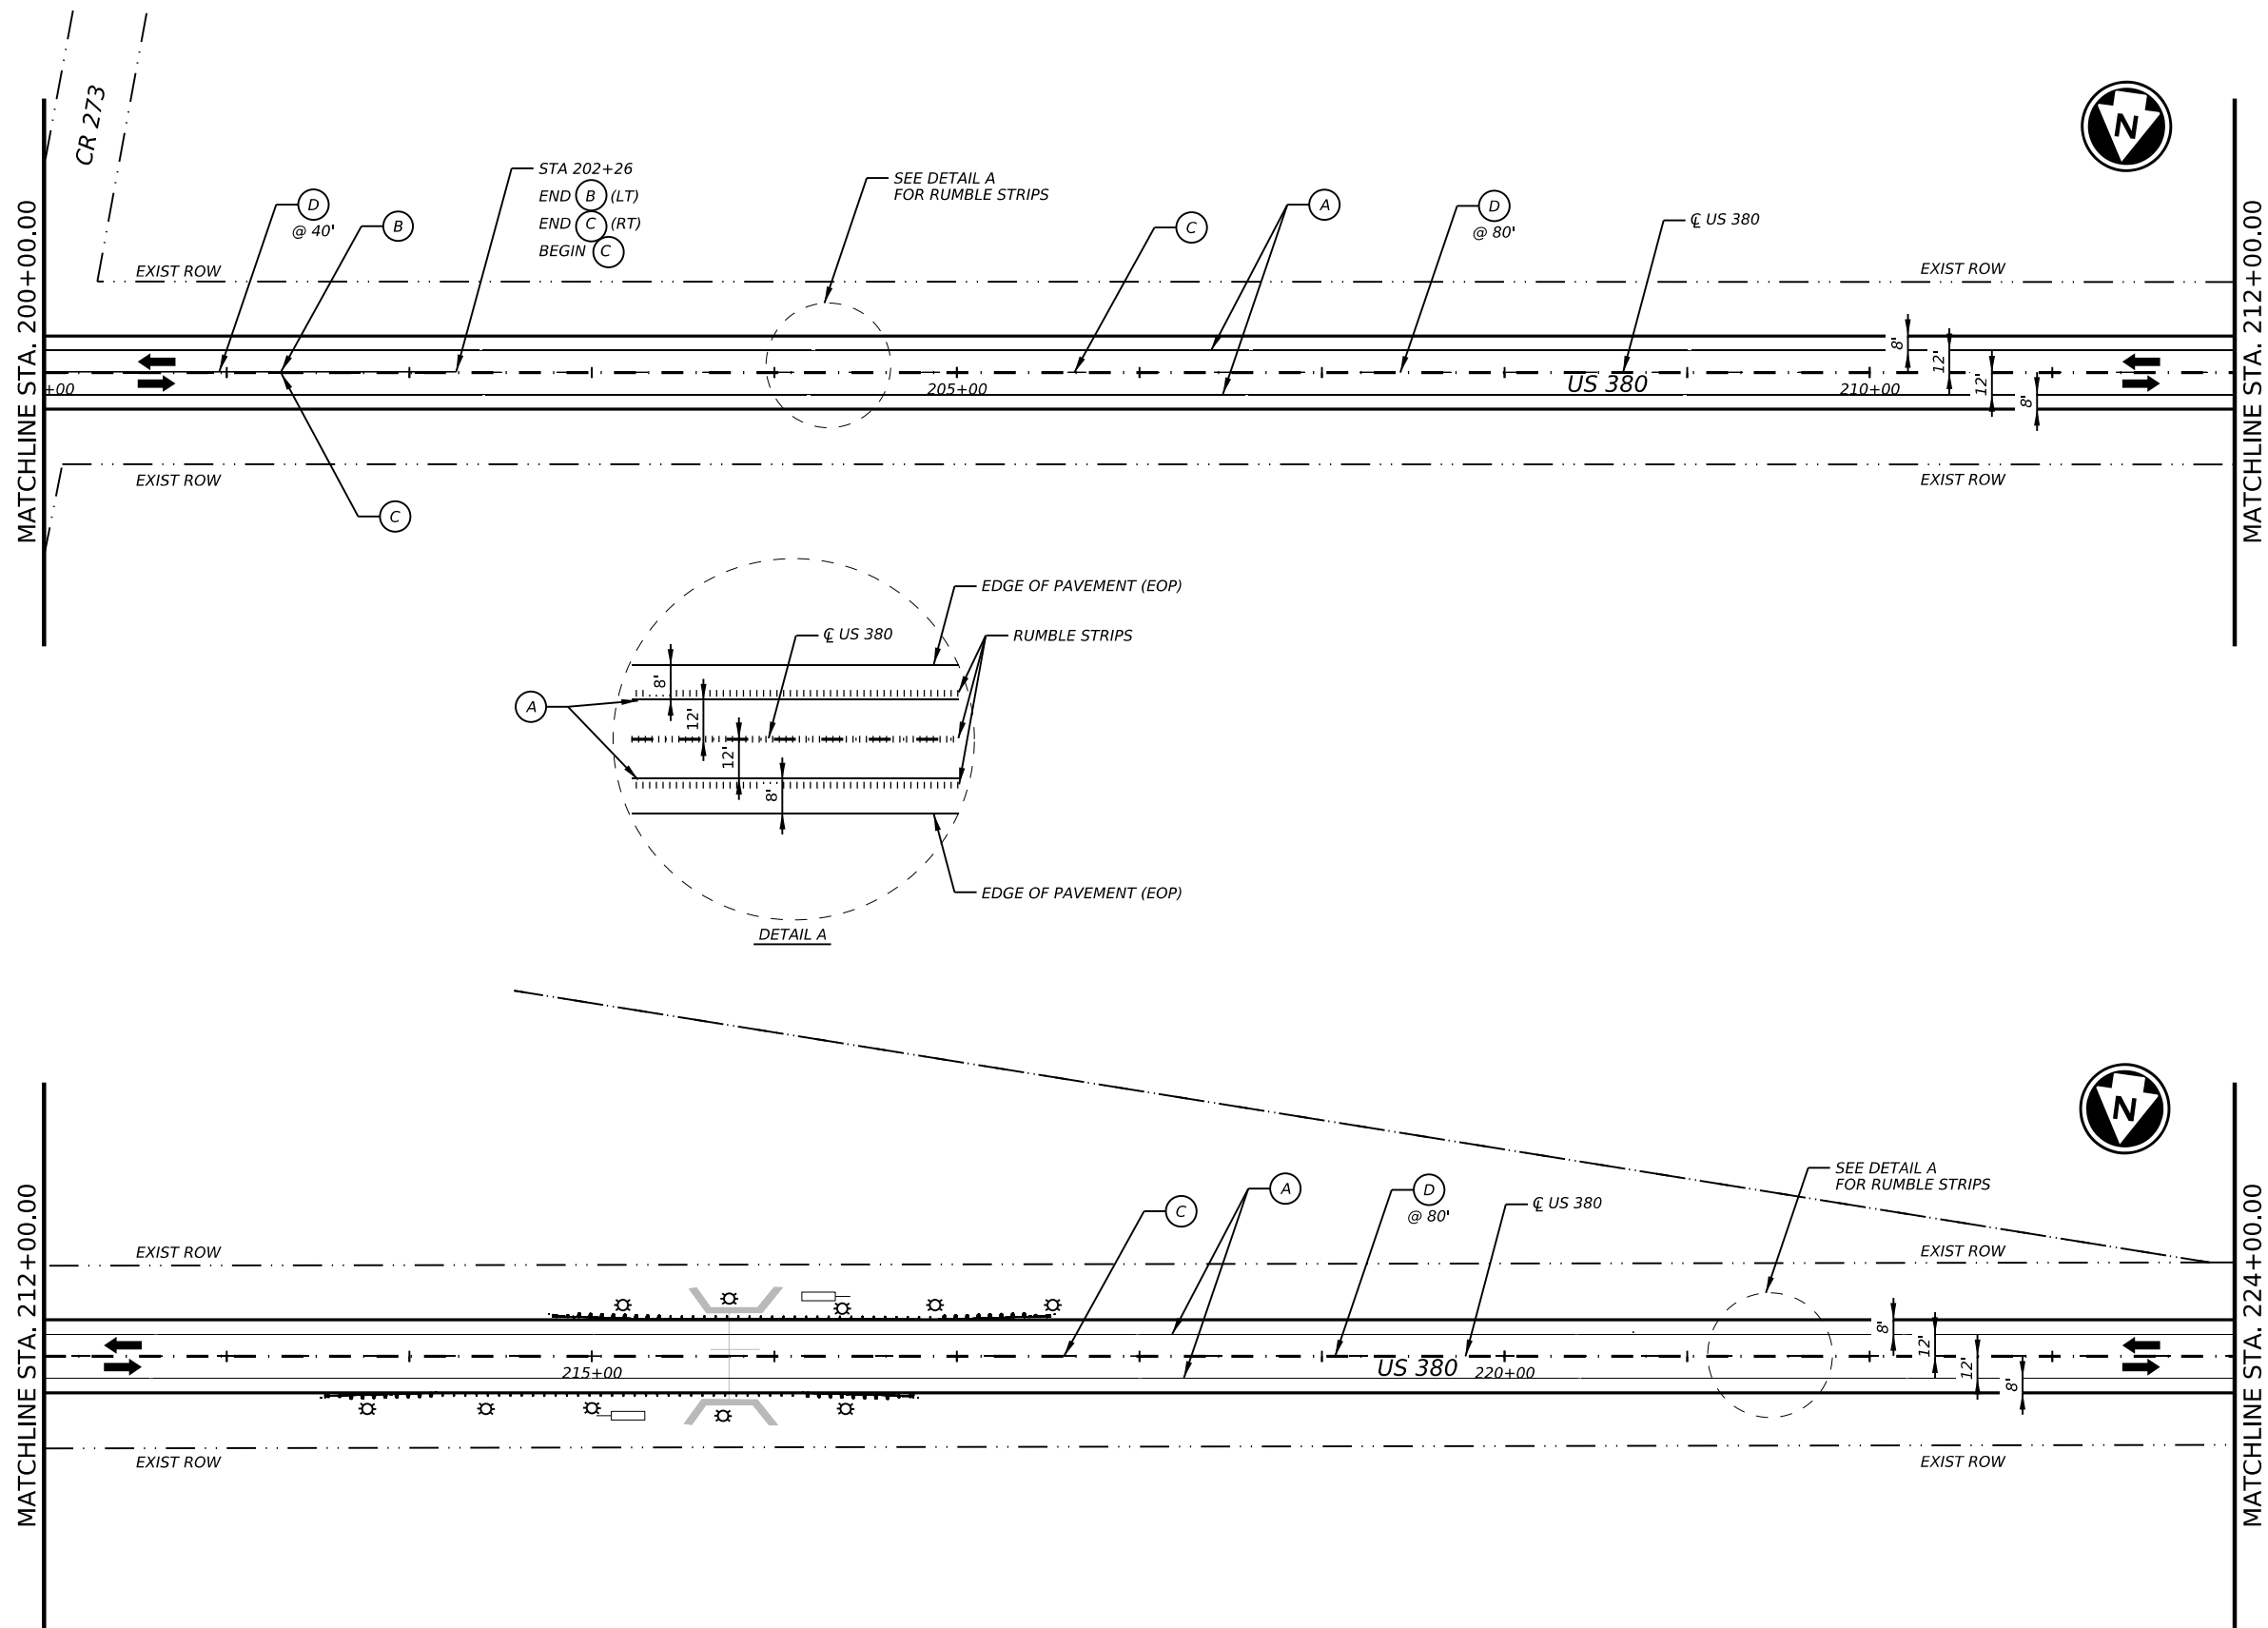 CR 273
N
MATCHLINE STA. 200+00.00
MATCHLINE STA. 212+00.00
D
@ 40'
B
STA 202+26
END B (LT)
END C (RT)
BEGIN C
SEE DETAIL A
FOR RUMBLE STRIPS
C
A
D
@ 80'
℄ US 380
EXIST ROW
EXIST ROW
8'
12'
12'
8'
+00
205+00
US 380
210+00
EXIST ROW
EXIST ROW
C
EDGE OF PAVEMENT (EOP)
℄ US 380
RUMBLE STRIPS
A
8'
12'
12'
8'
EDGE OF PAVEMENT (EOP)
DETAIL A
N
MATCHLINE STA. 212+00.00
MATCHLINE STA. 224+00.00
C
A
D
@ 80'
℄ US 380
SEE DETAIL A
FOR RUMBLE STRIPS
EXIST ROW
EXIST ROW
8'
12'
12'
8'
215+00
US 380
220+00
EXIST ROW
EXIST ROW